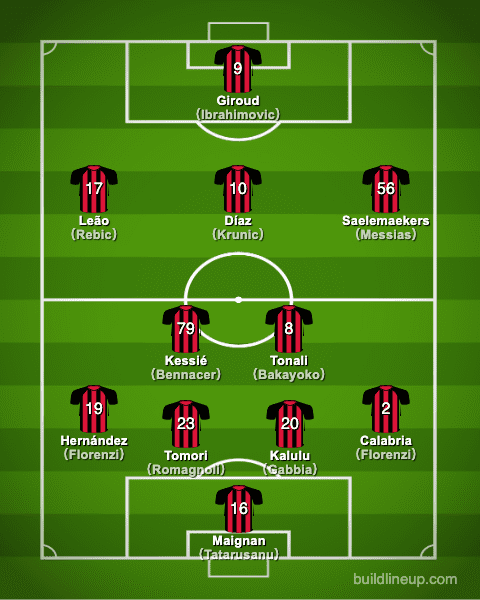 9
Giroud
(Ibrahimovic)
17
Leão
(Rebic)
10
Díaz
(Krunic)
56
Saelemaekers
(Messias)
79
Kessié
(Bennacer)
8
Tonali
(Bakayoko)
19
Hernández
(Florenzi)
23
Tomori
(Romagnoli)
20
Kalulu
(Gabbia)
2
Calabria
(Florenzi)
16
Maignan
(Tatarusanu)
buildlineup.com